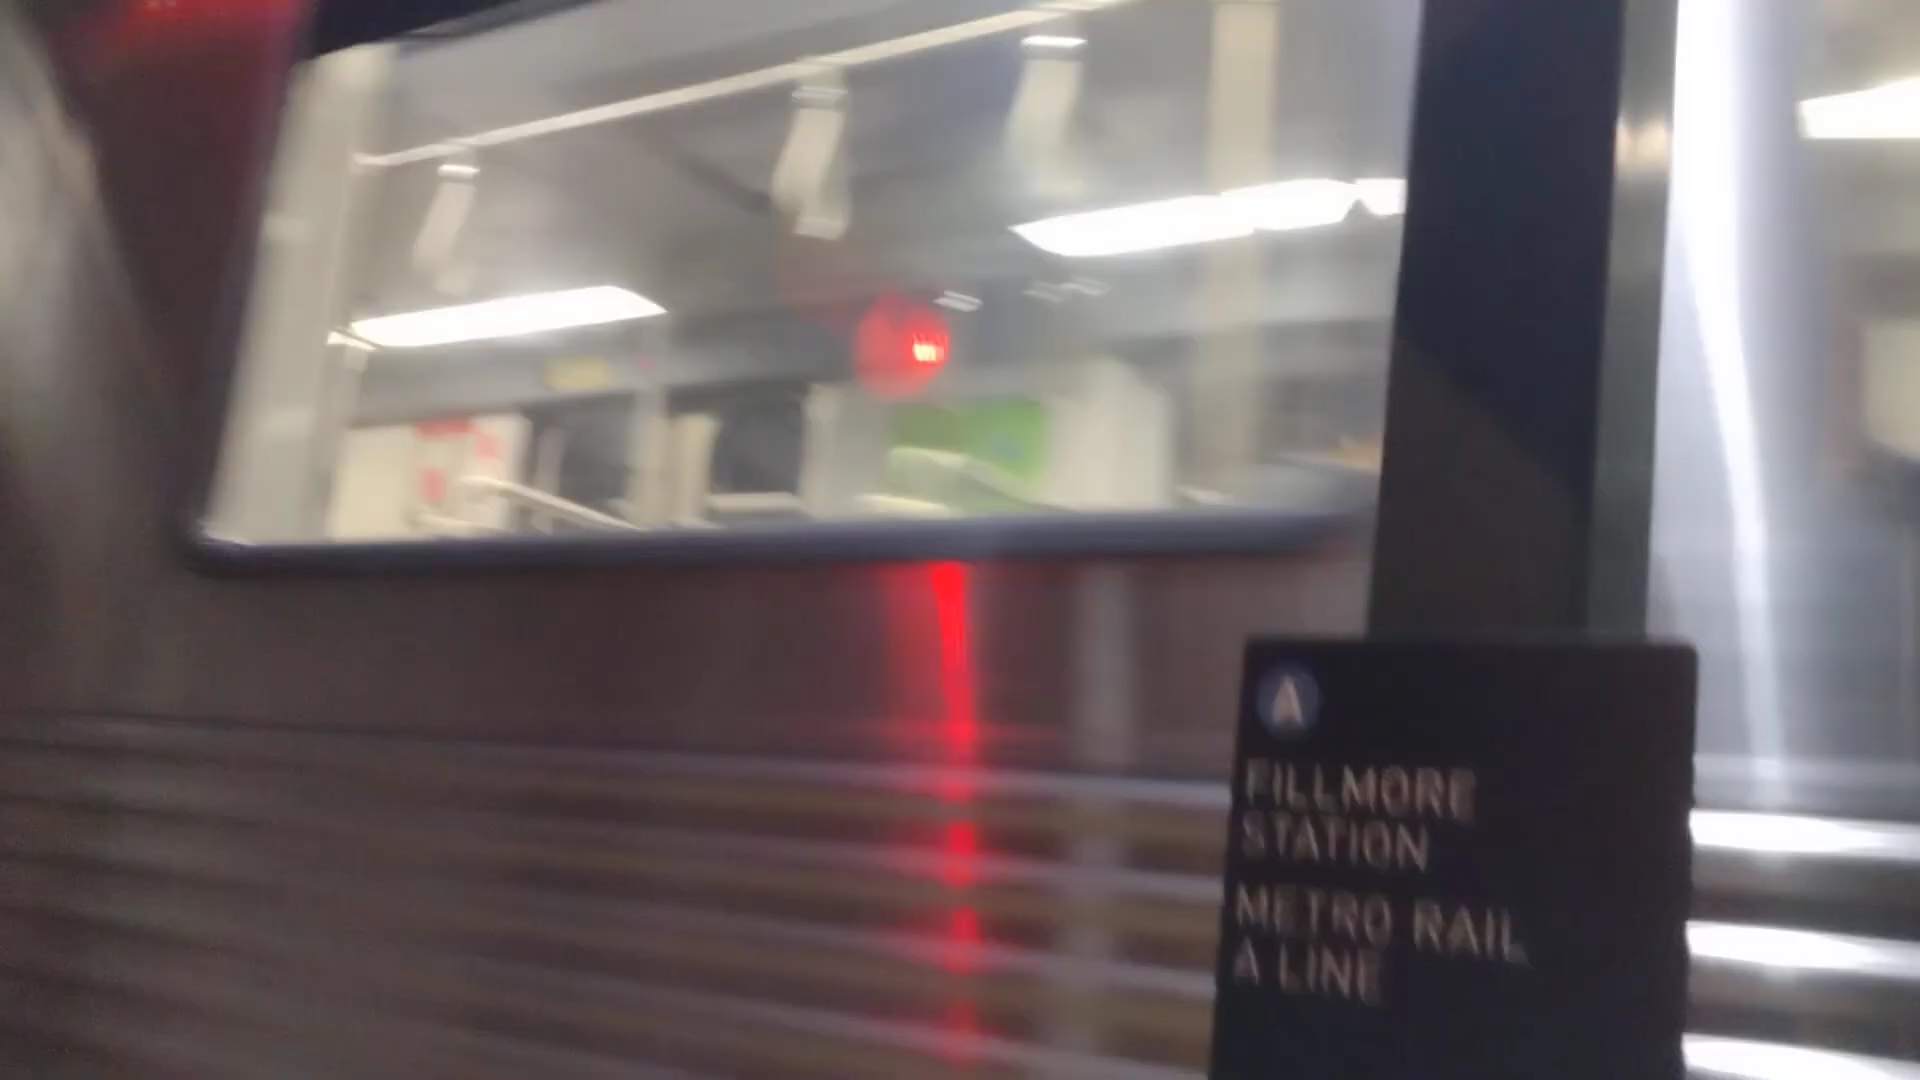 A
FILLMORE
STATION
METRO RAIL
A LINE